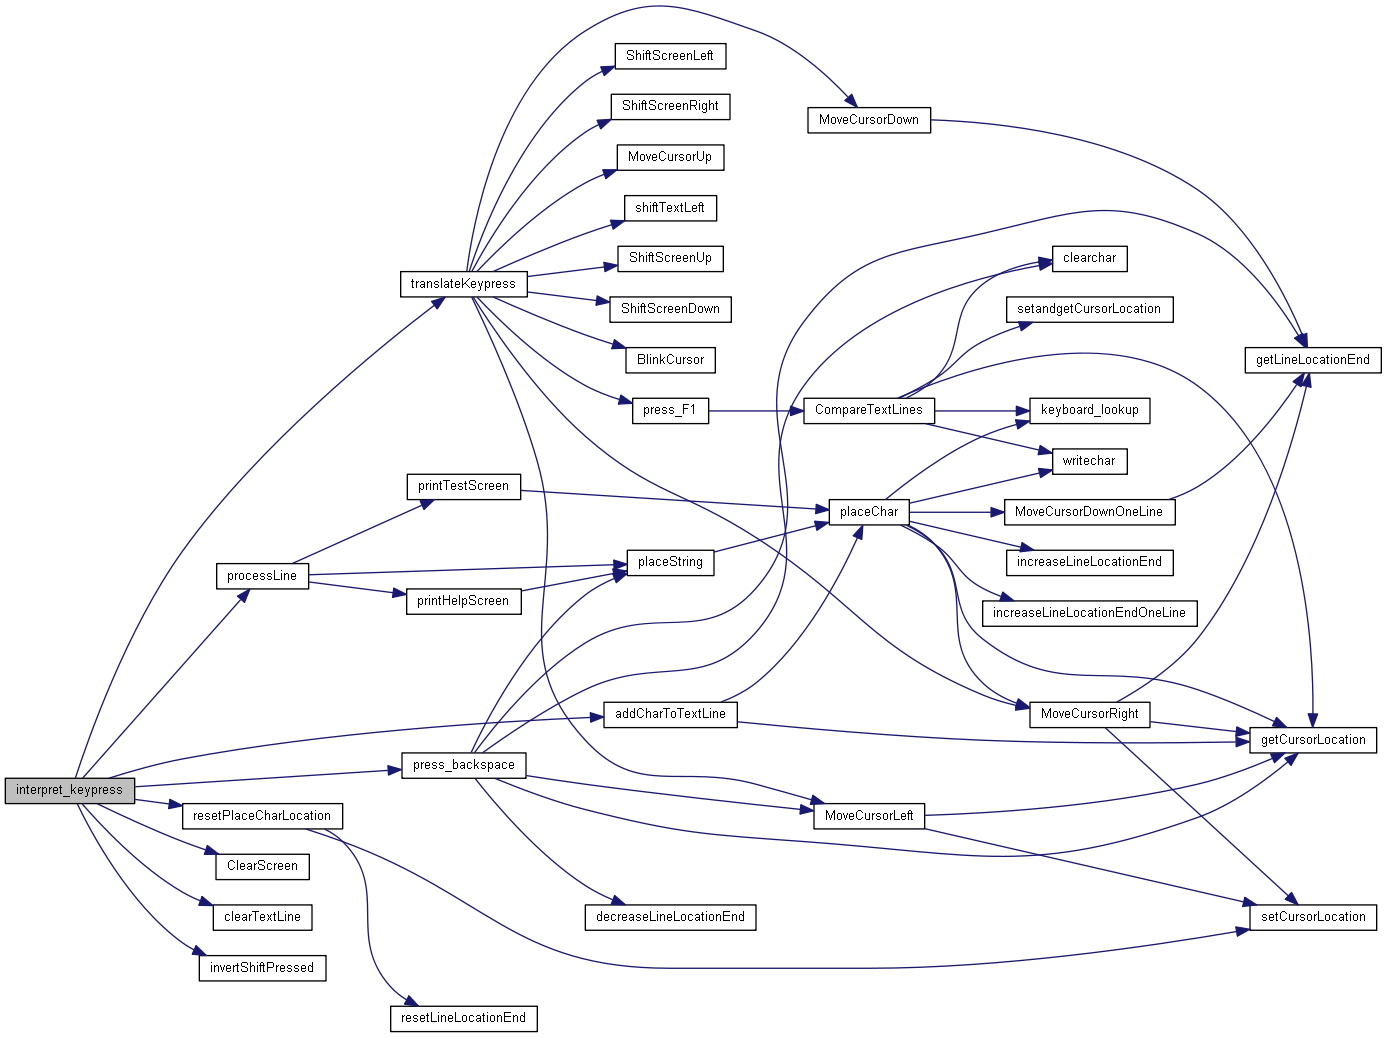 ShiftScreenLeft
ShiftScreenRight
MoveCursorDown
MoveCursorUp
shiftTextLeft
ShiftScreenUp
clearchar
translateKeypress
ShiftScreenDown
setandgetCursorLocation
BlinkCursor
getLineLocationEnd
press_F1
CompareTextLines
keyboard_lookup
writechar
printTestScreen
placeChar
MoveCursorDownOneLine
placeString
increaseLineLocationEnd
processLine
printHelpScreen
increaseLineLocationEndOneLine
addCharToTextLine
MoveCursorRight
getCursorLocation
press_backspace
interpret_keypress
resetPlaceCharLocation
MoveCursorLeft
ClearScreen
clearTextLine
decreaseLineLocationEnd
setCursorLocation
invertShiftPressed
resetLineLocationEnd